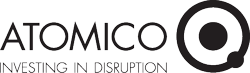 ATOMICO
INVESTING IN DISRUPTION